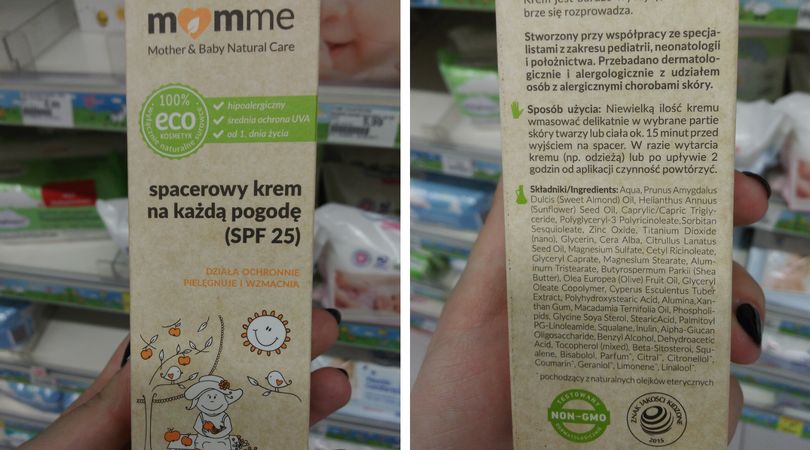 momme
Mother & Baby Natural Care
100%
eco
KOSMETYK
wyłącznie naturalne surowce
hipoalergiczny
średnia ochrona UVA
od 1. dnia życia
spacerowy krem
na każdą pogodę
(SPF 25)
DZIAŁA OCHRONNIE
PIELĘGNUJE I WZMACNIA
brze się rozprowadza.
Stworzony przy współpracy ze specja-
listami z zakresu pediatrii, neonatologii
i położnictwa. Przebadano dermatolo-
gicznie i alergologicznie z udziałem
osób z alergicznymi chorobami skóry.
Sposób użycia: Niewielką ilość kremu
wmasować delikatnie w wybrane partie
skóry twarzy lub ciała ok. 15 minut przed
wyjściem na spacer. W razie wytarcia
kremu (np. odzieżą) lub po upływie 2
godzin od aplikacji czynność powtórzyć.
Składniki/Ingredients: Aqua, Prunus Amygdalus
Dulcis (Sweet Almond) Oil, Helianthus Annuus
(Sunflower) Seed Oil, Caprylic/Capric Trigly-
ceride, Polyglyceryl-3 Polyricinoleate, Sorbitan
Sesquioleate, Zinc Oxide, Titanium Dioxide
(nano), Glycerin, Cera Alba, Citrullus Lanatus
Seed Oil, Magnesium Sulfate, Cetyl Ricinoleate,
Glyceryl Caprate, Magnesium Stearate, Alum-
inum Tristearate, Butyrospermum Parkii (Shea
Butter), Olea Europea (Olive) Fruit Oil, Glyceryl
Oleate Copolymer, Cyperus Esculentus Tuber
Extract, Polyhydroxystearic Acid, Alumina, Xan-
than Gum, Macadamia Ternifolia Oil, Phospholi-
pids, Glycine Soya Sterol, StearicAcid, Palmitoyl
PG-Linoleamide, Squalane, Inulin, Alpha-Glucan
Oligosaccharide, Benzyl Alcohol, Dehydroacetic
Acid, Tocopherol (mixed), Beta-Sitosterol, Squ-
alene, Bisabolol, Parfum*, Citral*, Citronellol*,
Coumarin*, Geraniol*, Limonene*, Linalool*
*pochodzący z naturalnych olejków eterycznych
TESTOWANY
NON-GMO
DERMATOLOGICZNIE
ZNAK JAKOŚCI KIDZONE
2015